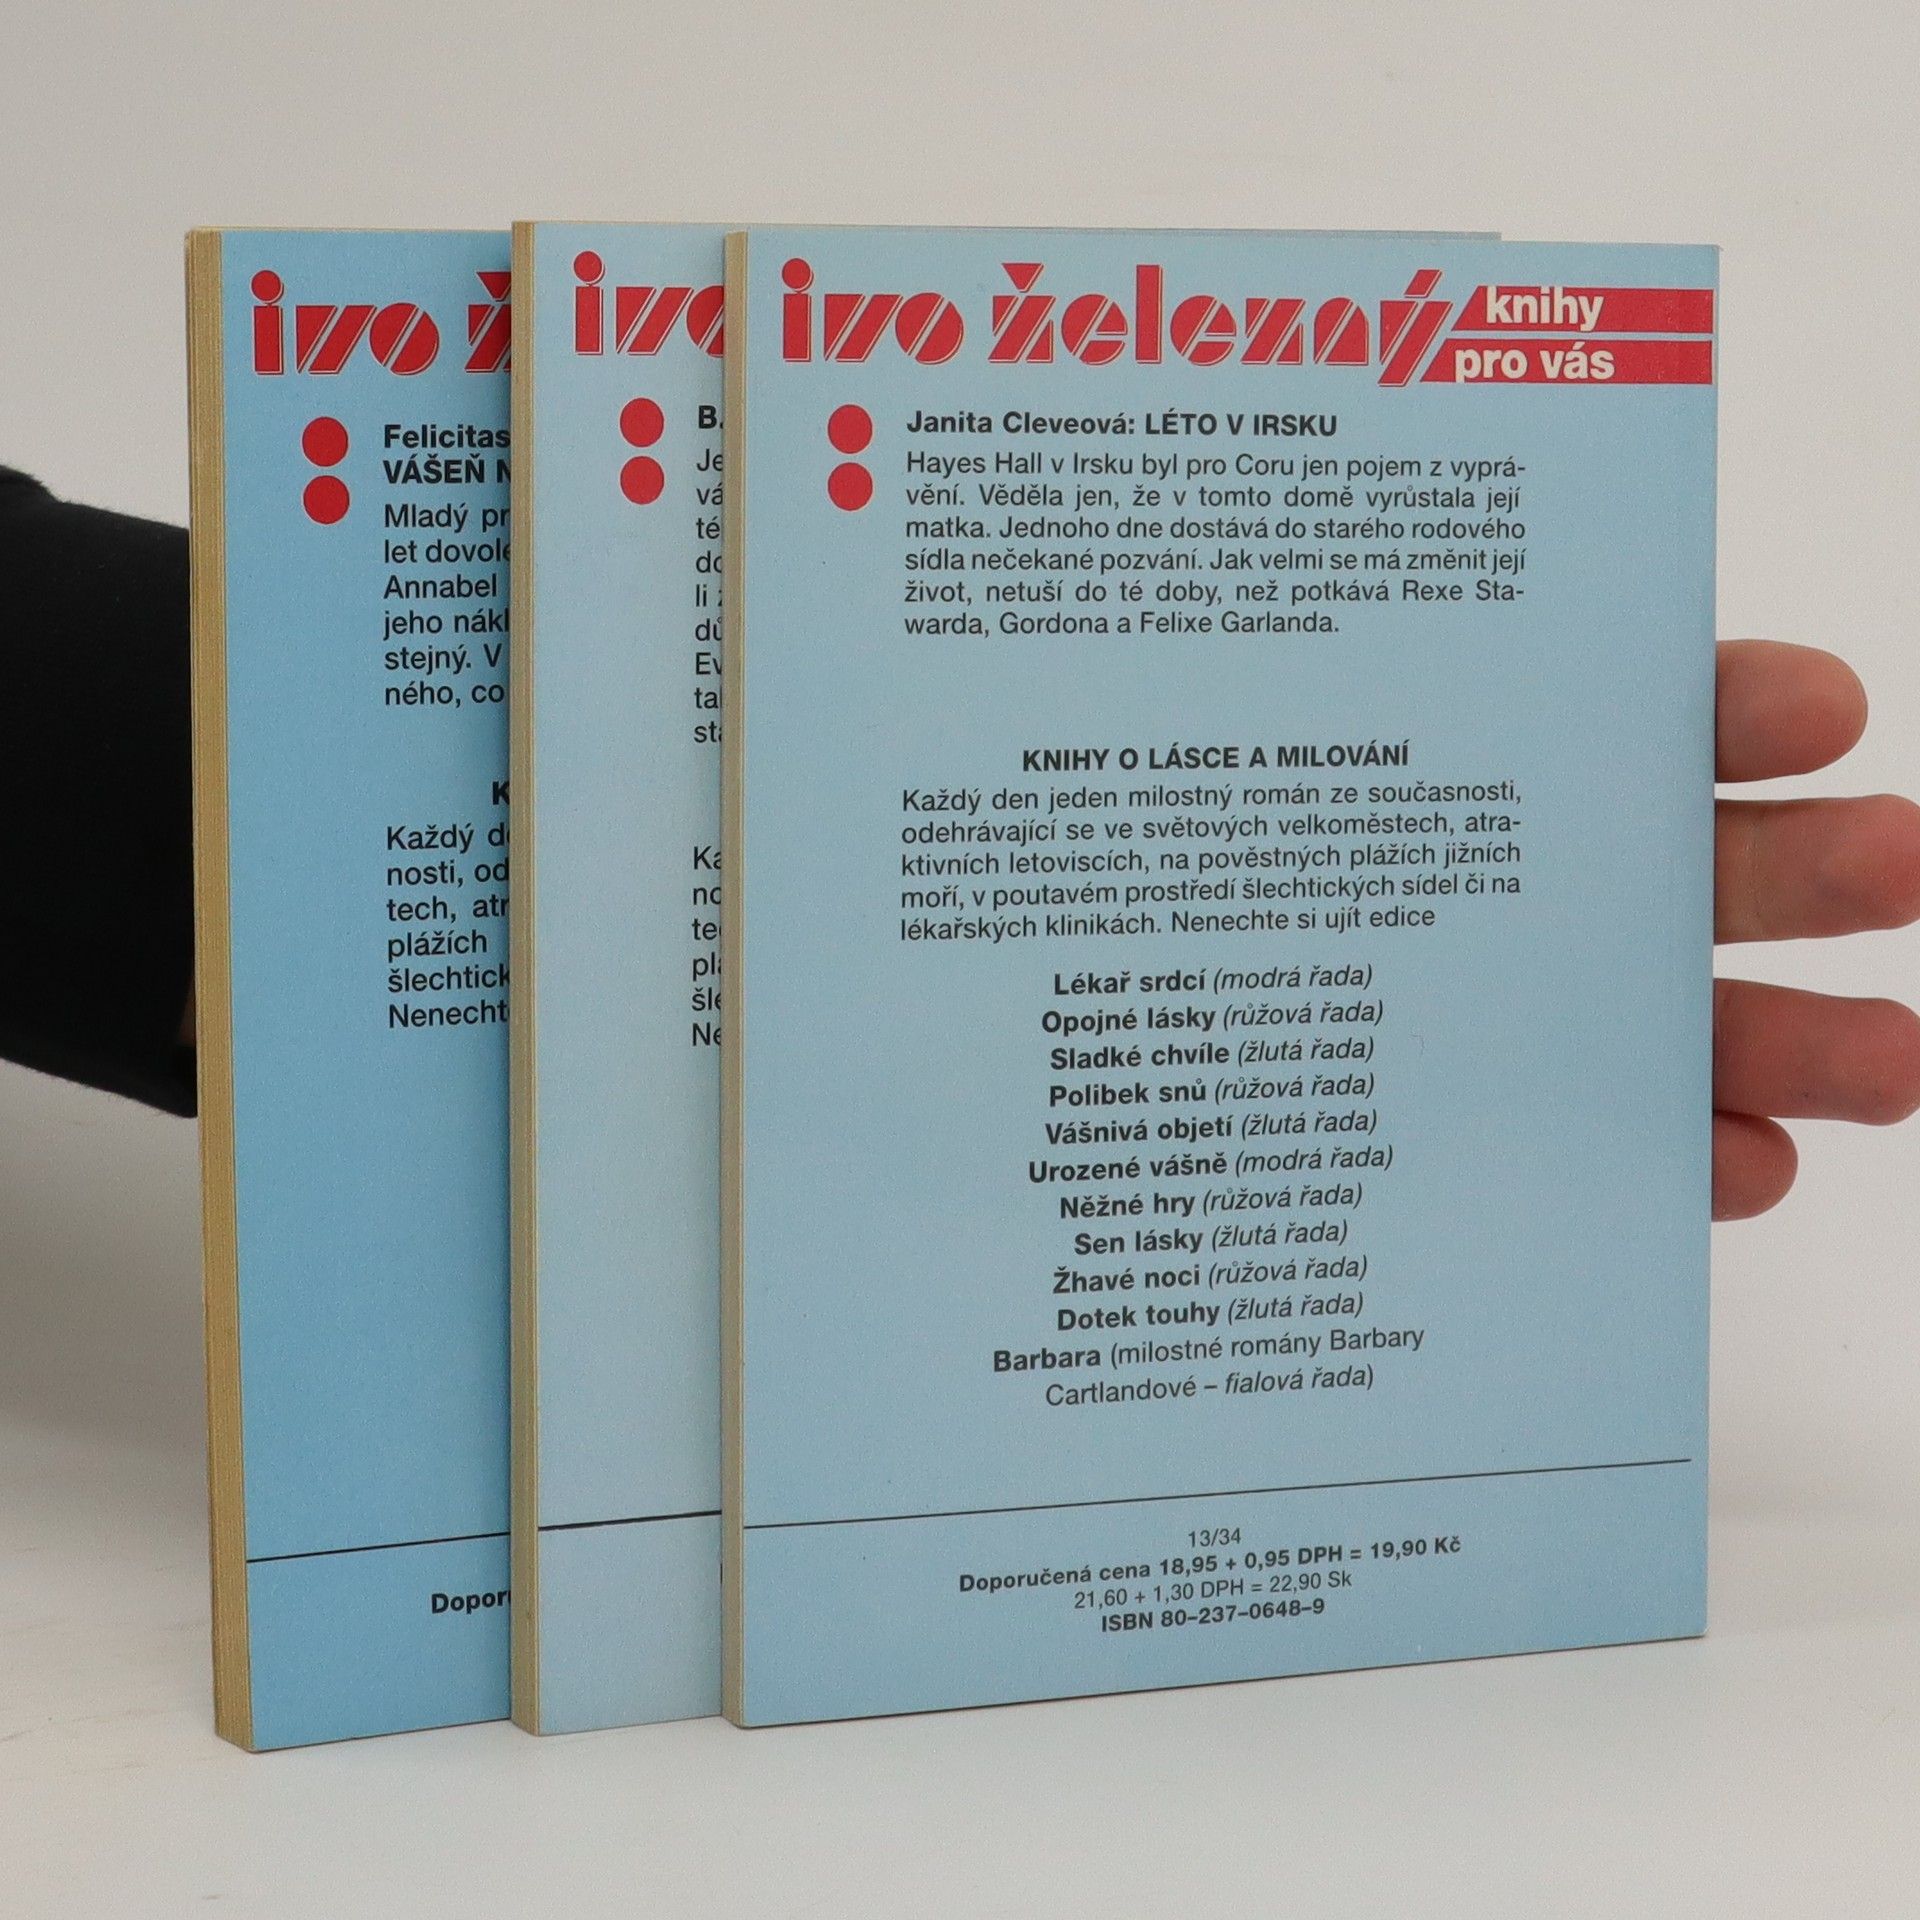 ivo
Felicitas
VÁŠEŇ
Mladý
let
Annabel
jeho
stejný. V
ného, co
Každý
nosti,
tech,
plážích
ivo
B.
ivo železný
knihy
pro vás
Janita Cleveová: LÉTO V IRSKU
Hayes Hall v Irsku byl pro Coru jen pojem z vyprá-
vění. Věděla jen, že v tomto domě vyrůstala její
matka. Jednoho dne dostává do starého rodového
sídla nečekané pozvání. Jak velmi se má změnit její
život, netuší do té doby, než potkává Rexe Sta-
warda, Gordona a Felixe Garlanda.
KNIHY O LÁSCE A MILOVÁNÍ
Každý den jeden milostný román ze současnosti,
odehrávající se ve světových velkoměstech, atra-
ktivních letoviscích, na pověstných plážích jižních
moří, v poutavém prostředí šlechtických sídel či na
lékařských klinikách. Nenechte si ujít edice
Lékař srdcí (modrá řada)
Opojné lásky (růžová řada)
Sladké chvíle (žlutá řada)
Polibek snů (růžová řada)
Vášnivá objetí (žlutá řada)
Urozené vášně (modrá řada)
Něžné hry (růžová řada)
Sen lásky (žlutá řada)
Žhavé noci (růžová řada)
Dotek touhy (žlutá řada)
Barbara (milostné romány Barbary
Cartlandové – fialová řada)
13/34
Doporučená cena 18,95 + 0,95 DPH = 19,90 Kč
21,60 + 1,30 DPH = 22,90 Sk
ISBN 80-237-0648-9